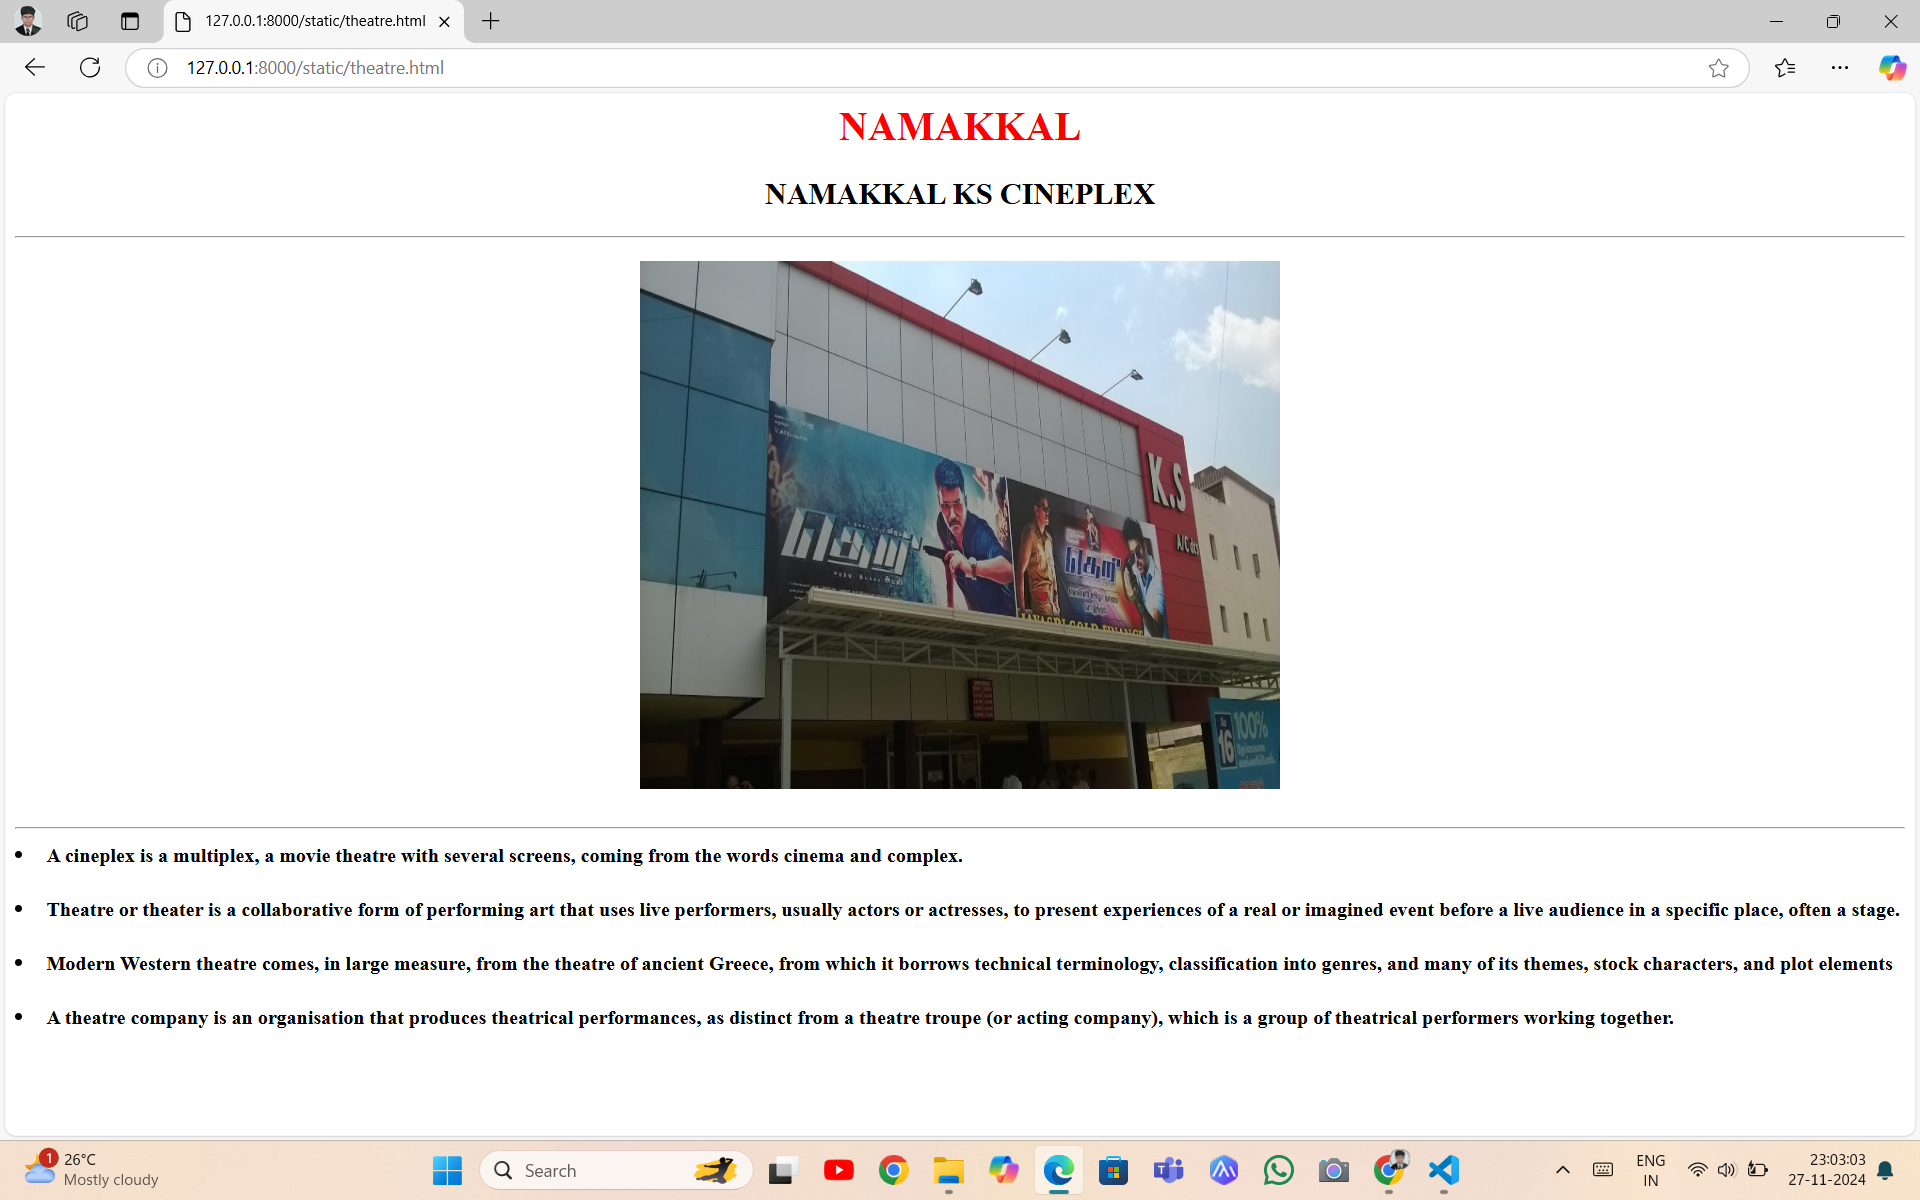 127.0.0.1:8000/static/theatre.html
127.0.0.1:8000/static/theatre.html
NAMAKKAL
NAMAKKAL KS CINEPLEX
K.S
A/C dts
தெறி
தெறி
JAYASRI GOLD FINANCE
16
100%
• A cineplex is a multiplex, a movie theatre with several screens, coming from the words cinema and complex.
• Theatre or theater is a collaborative form of performing art that uses live performers, usually actors or actresses, to present experiences of a real or imagined event before a live audience in a specific place, often a stage.
• Modern Western theatre comes, in large measure, from the theatre of ancient Greece, from which it borrows technical terminology, classification into genres, and many of its themes, stock characters, and plot elements
• A theatre company is an organisation that produces theatrical performances, as distinct from a theatre troupe (or acting company), which is a group of theatrical performers working together.
1
26°C
Mostly cloudy
Search
ENG
IN
23:03:03
27-11-2024